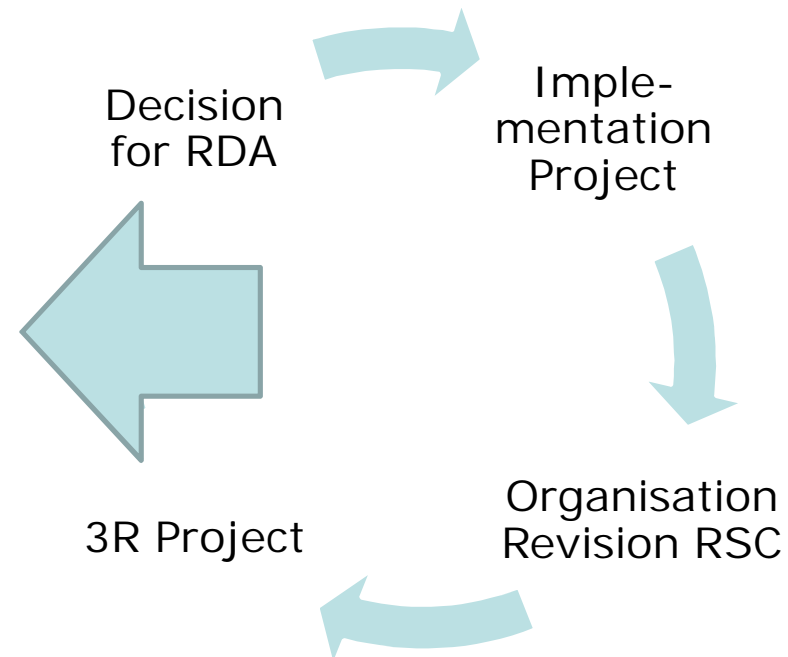 Decision
for RDA
Imple-
mentation
Project
Organisation
Revision RSC
3R Project